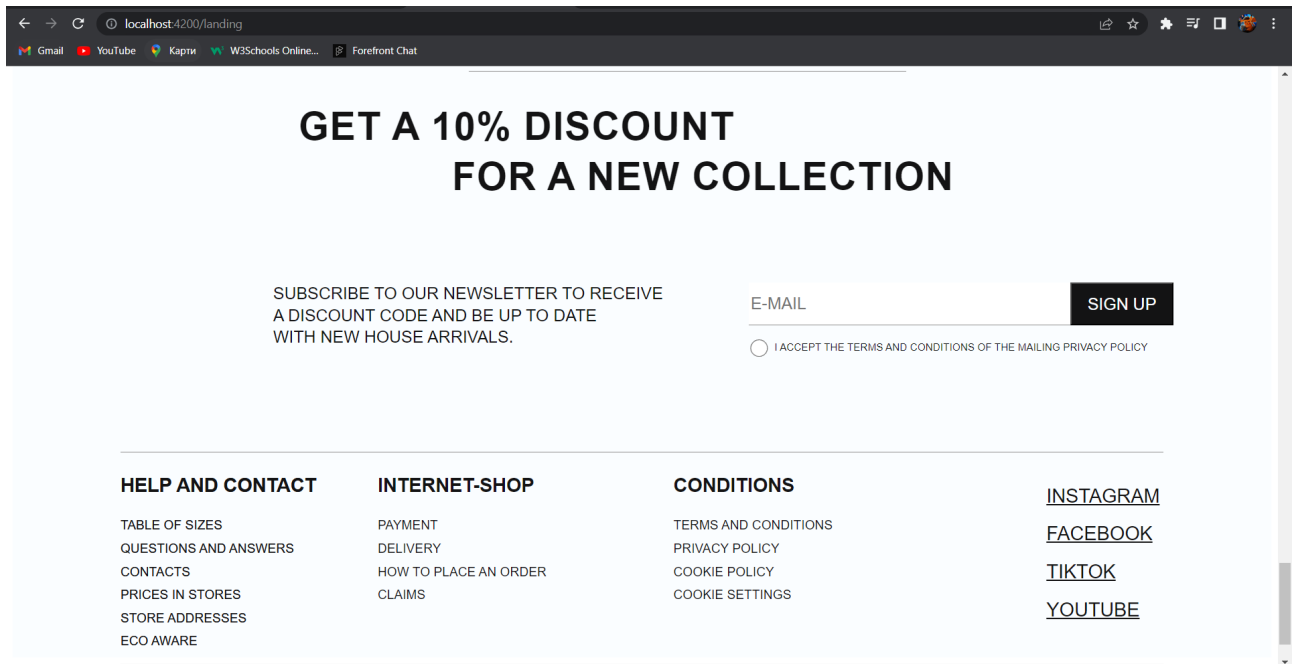 localhost:4200/landing
Gmail YouTube Карти W3Schools Online... Forefront Chat
GET A 10% DISCOUNT
FOR A NEW COLLECTION
SUBSCRIBE TO OUR NEWSLETTER TO RECEIVE
A DISCOUNT CODE AND BE UP TO DATE
WITH NEW HOUSE ARRIVALS.
E-MAIL
SIGN UP
I ACCEPT THE TERMS AND CONDITIONS OF THE MAILING PRIVACY POLICY
HELP AND CONTACT
TABLE OF SIZES
QUESTIONS AND ANSWERS
CONTACTS
PRICES IN STORES
STORE ADDRESSES
ECO AWARE
INTERNET-SHOP
PAYMENT
DELIVERY
HOW TO PLACE AN ORDER
CLAIMS
CONDITIONS
TERMS AND CONDITIONS
PRIVACY POLICY
COOKIE POLICY
COOKIE SETTINGS
INSTAGRAM
FACEBOOK
TIKTOK
YOUTUBE